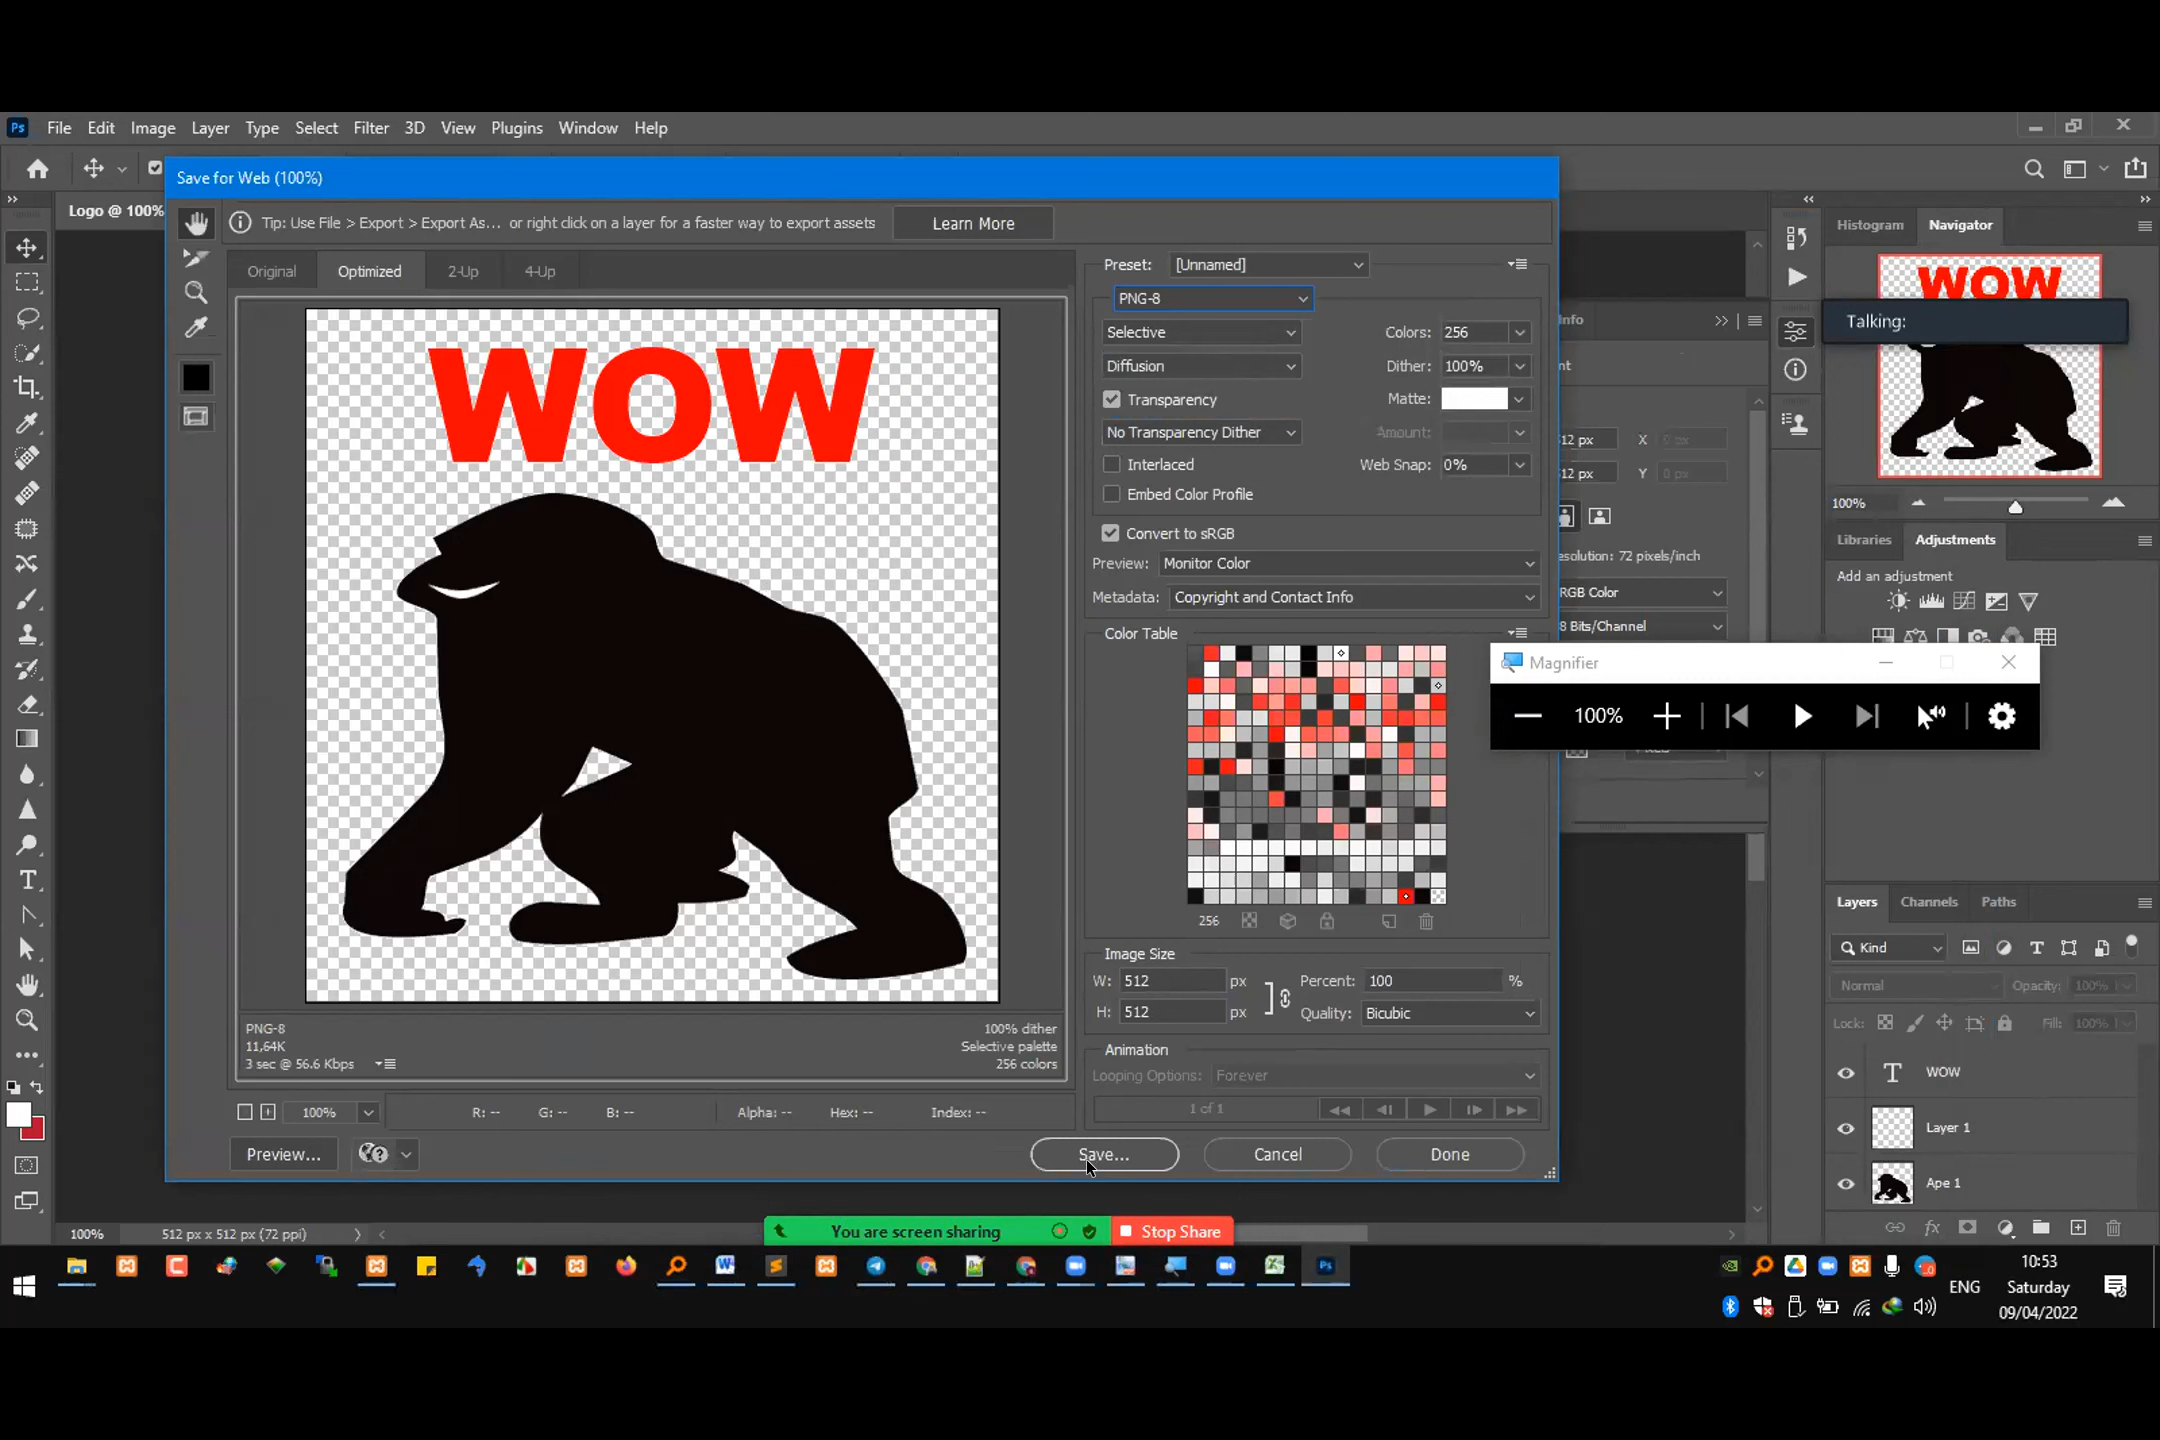 Ps File Edit Image Layer Type Select Filter 3D View Plugins Window Help
Save for Web (100%)
Logo @ 100%
Tip: Use File > Export > Export As... or right click on a layer for a faster way to export assets
Learn More
Original Optimized 2-Up 4-Up
WOW
PNG-8
11,64K
3 sec @ 56.6 Kbps
100% dither
Selective palette
256 colors
100% R: -- G: -- B: -- Alpha: -- Hex: -- Index: --
Preview... Save... Cancel Done
Preset: [Unnamed]
PNG-8
Selective Colors: 256
Diffusion Dither: 100%
Transparency Matte:
No Transparency Dither Amount:
Interlaced Web Snap: 0%
Embed Color Profile
Convert to sRGB
Preview: Monitor Color
Metadata: Copyright and Contact Info
Color Table
256
Image Size
W: 512 px Percent: 100 %
H: 512 px Quality: Bicubic
Animation
Looping Options: Forever
1 of 1
12 px X 0 px
12 px Y 0 px
esolution: 72 pixels/inch
RGB Color
8 Bits/Channel
Histogram Navigator
WOW
Talking:
100%
Libraries Adjustments
Add an adjustment
Magnifier
100%
Layers Channels Paths
Kind
Normal Opacity: 100%
Lock: Fill: 100%
WOW
Layer 1
Ape 1
100% 512 px x 512 px (72 ppi)
You are screen sharing Stop Share
ENG
10:53
Saturday
09/04/2022